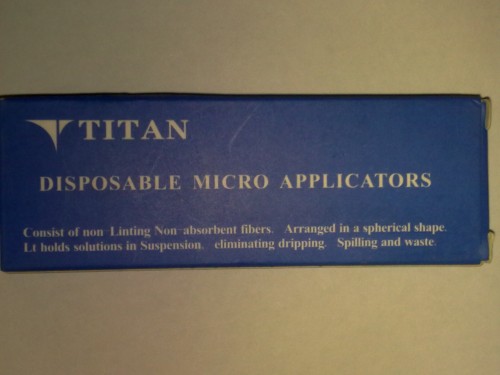 TITAN
DISPOSABLE MICRO APPLICATORS
Consist of non-Linting Non-absorbent fibers. Arranged in a spherical shape.
Lt holds solutions in Suspension. eliminating dripping. Spilling and waste.